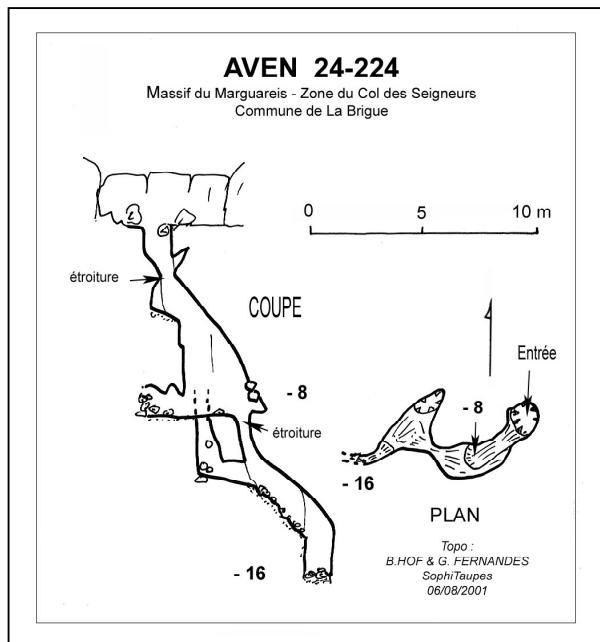 AVEN 24-224
Massif du Marguareis - Zone du Col des Seigneurs
Commune de La Brigue
0 5 10 m
étroiture
COUPE
Entrée
- 8
- 8
étroiture
- 16
PLAN
- 16
Topo :
B.HOF & G. FERNANDES
SophiTaupes
06/08/2001